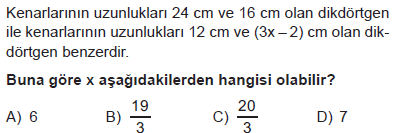 Kenarlarının uzunlukları 24 cm ve 16 cm olan dikdörtgen
ile kenarlarının uzunlukları 12 cm ve (3x – 2) cm olan dik-
dörtgen benzerdir.
Buna göre x aşağıdakilerden hangisi olabilir?
A) 6 B) 19/3 C) 20/3 D) 7